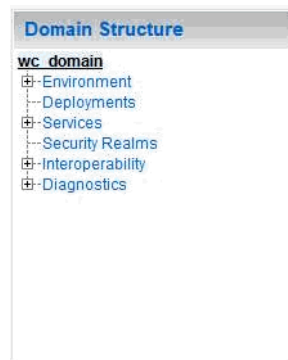 Domain Structure
wc_domain
Environment
Deployments
Services
Security Realms
Interoperability
Diagnostics